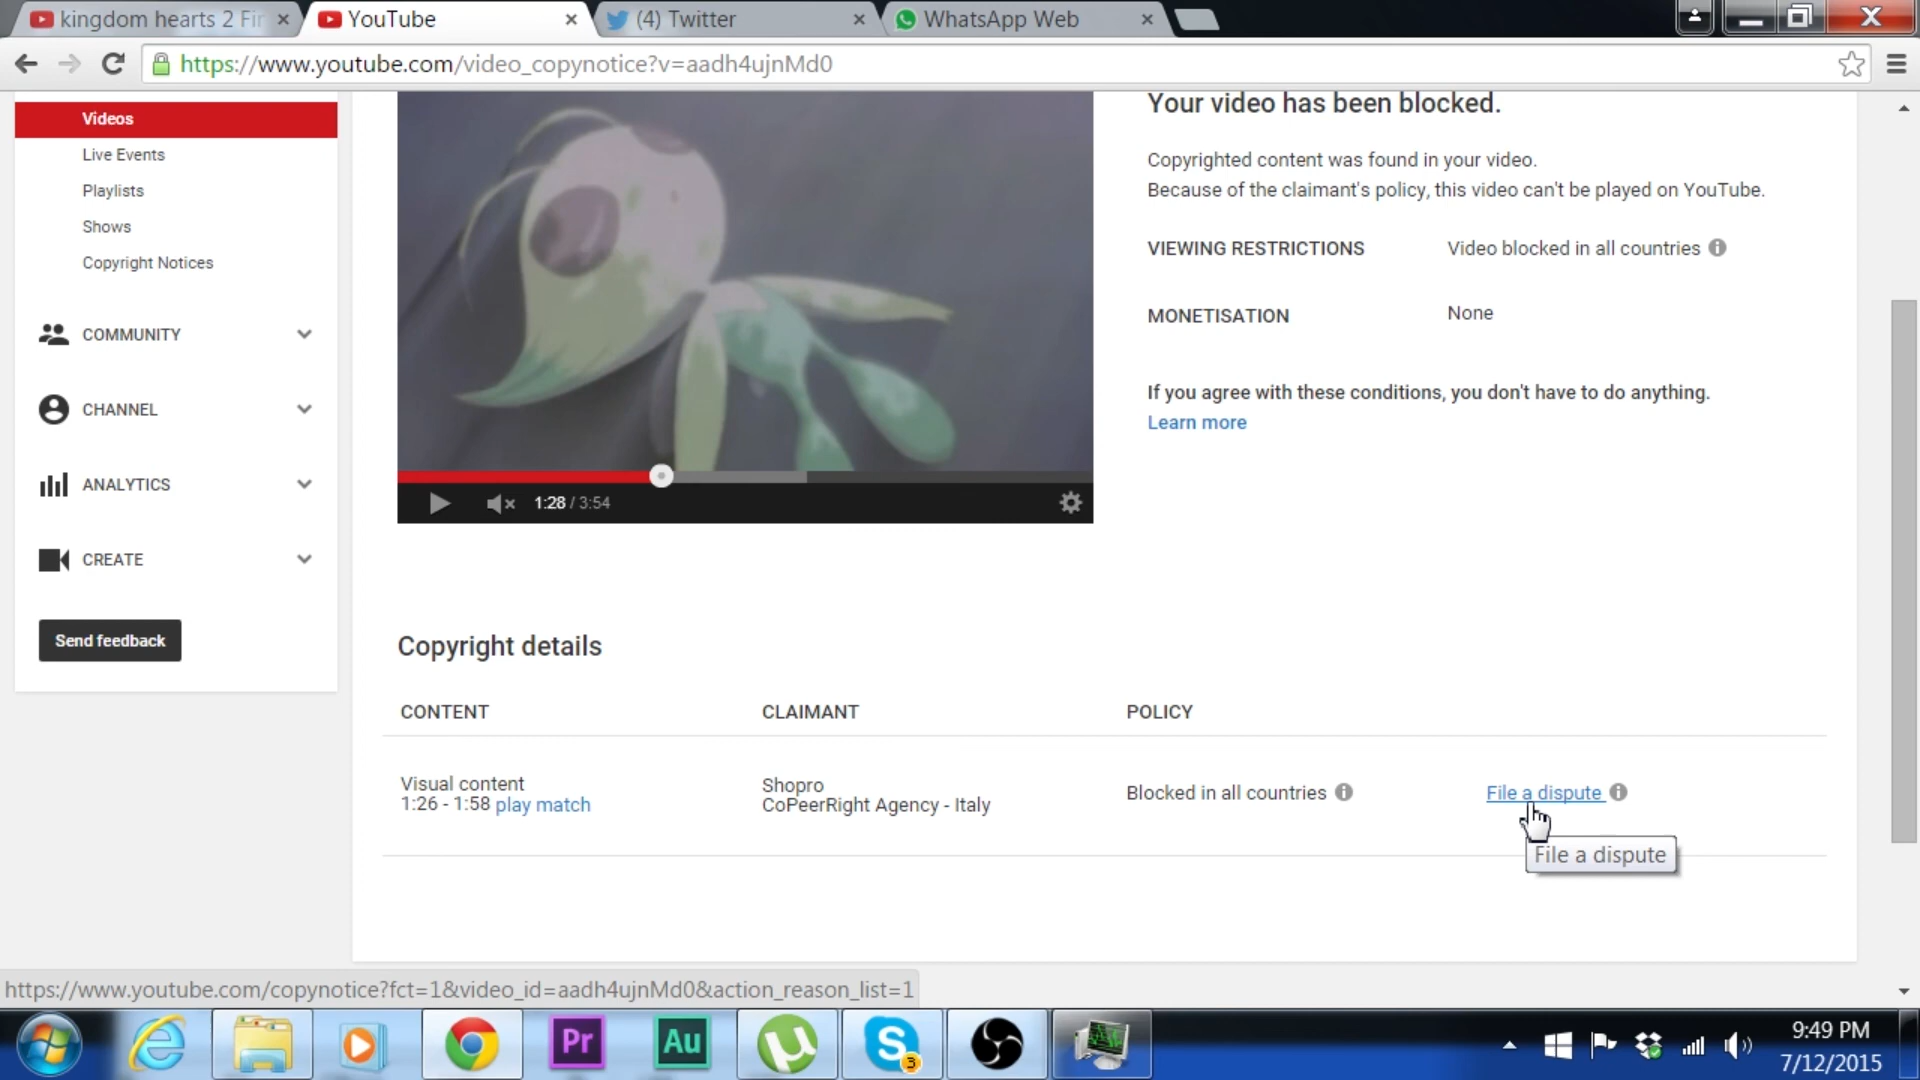 kingdom hearts 2 Fir
YouTube
(4) Twitter
WhatsApp Web
https://www.youtube.com/video_copynotice?v=aadh4ujnMd0
Videos
Live Events
Playlists
Shows
Copyright Notices
COMMUNITY
CHANNEL
ANALYTICS
CREATE
Send feedback
1:28 / 3:54
Your video has been blocked.
Copyrighted content was found in your video.
Because of the claimant's policy, this video can't be played on YouTube.
VIEWING RESTRICTIONS Video blocked in all countries
MONETISATION None
If you agree with these conditions, you don't have to do anything.
Learn more
Copyright details
CONTENT CLAIMANT POLICY
Visual content
1:26 - 1:58 play match
Shopro
CoPeerRight Agency - Italy
Blocked in all countries
File a dispute
File a dispute
https://www.youtube.com/copynotice?fct=1&video_id=aadh4ujnMd0&action_reason_list=1
Pr
Au
S
3
9:49 PM
7/12/2015